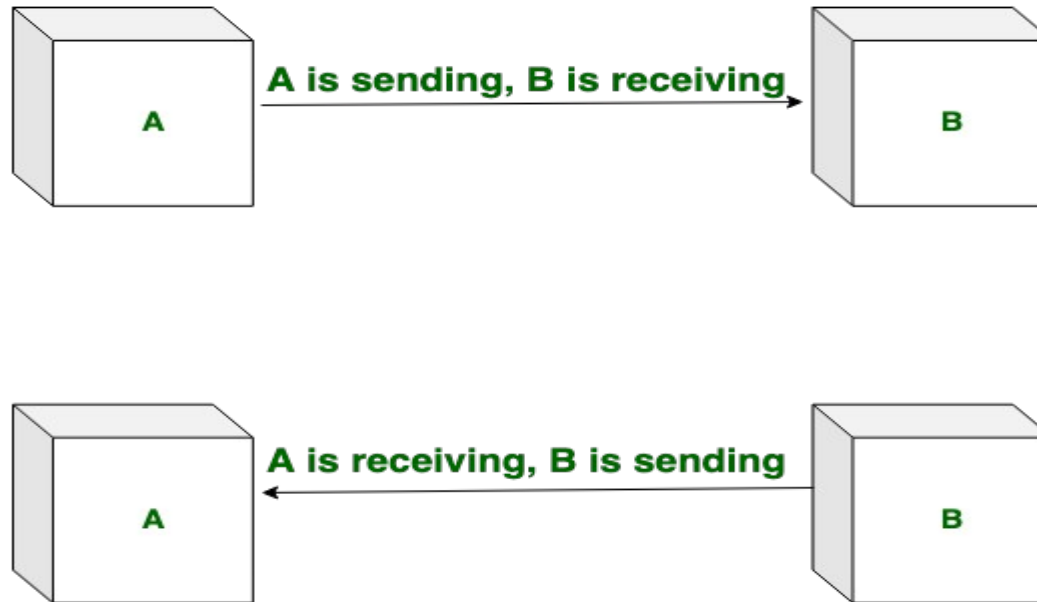 A is sending, B is receiving
A
B
A is receiving, B is sending
A
B